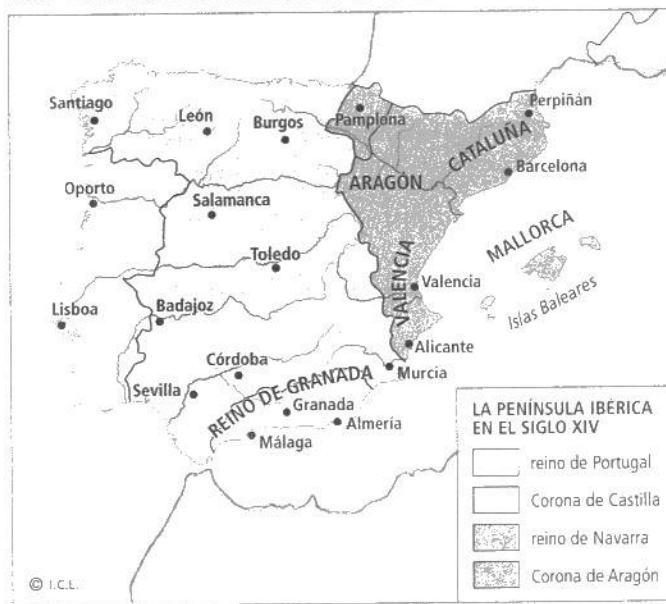 Santiago
León
Burgos
Pamplona
Perpiñán
CATALUÑA
Barcelona
ARAGÓN
Oporto
Salamanca
MALLORCA
Toledo
VALENCIA
Valencia
Islas Baleares
Lisboa
Badajoz
Alicante
Córdoba
Murcia
Sevilla
REINO DE GRANADA
Granada
Almería
Málaga
LA PENÍNSULA IBÉRICA
EN EL SIGLO XIV
reino de Portugal
Corona de Castilla
reino de Navarra
Corona de Aragón
© I.C.L.